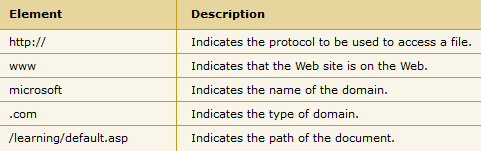 Element Description
http:// Indicates the protocol to be used to access a file.
www Indicates that the Web site is on the Web.
microsoft Indicates the name of the domain.
.com Indicates the type of domain.
/learning/default.asp Indicates the path of the document.